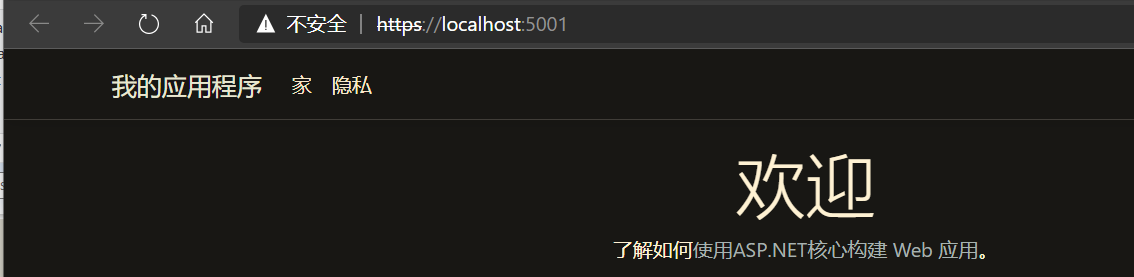 不安全 | https://localhost:5001
我的应用程序 家 隐私
欢迎
了解如何使用ASP.NET核心构建 Web 应用。